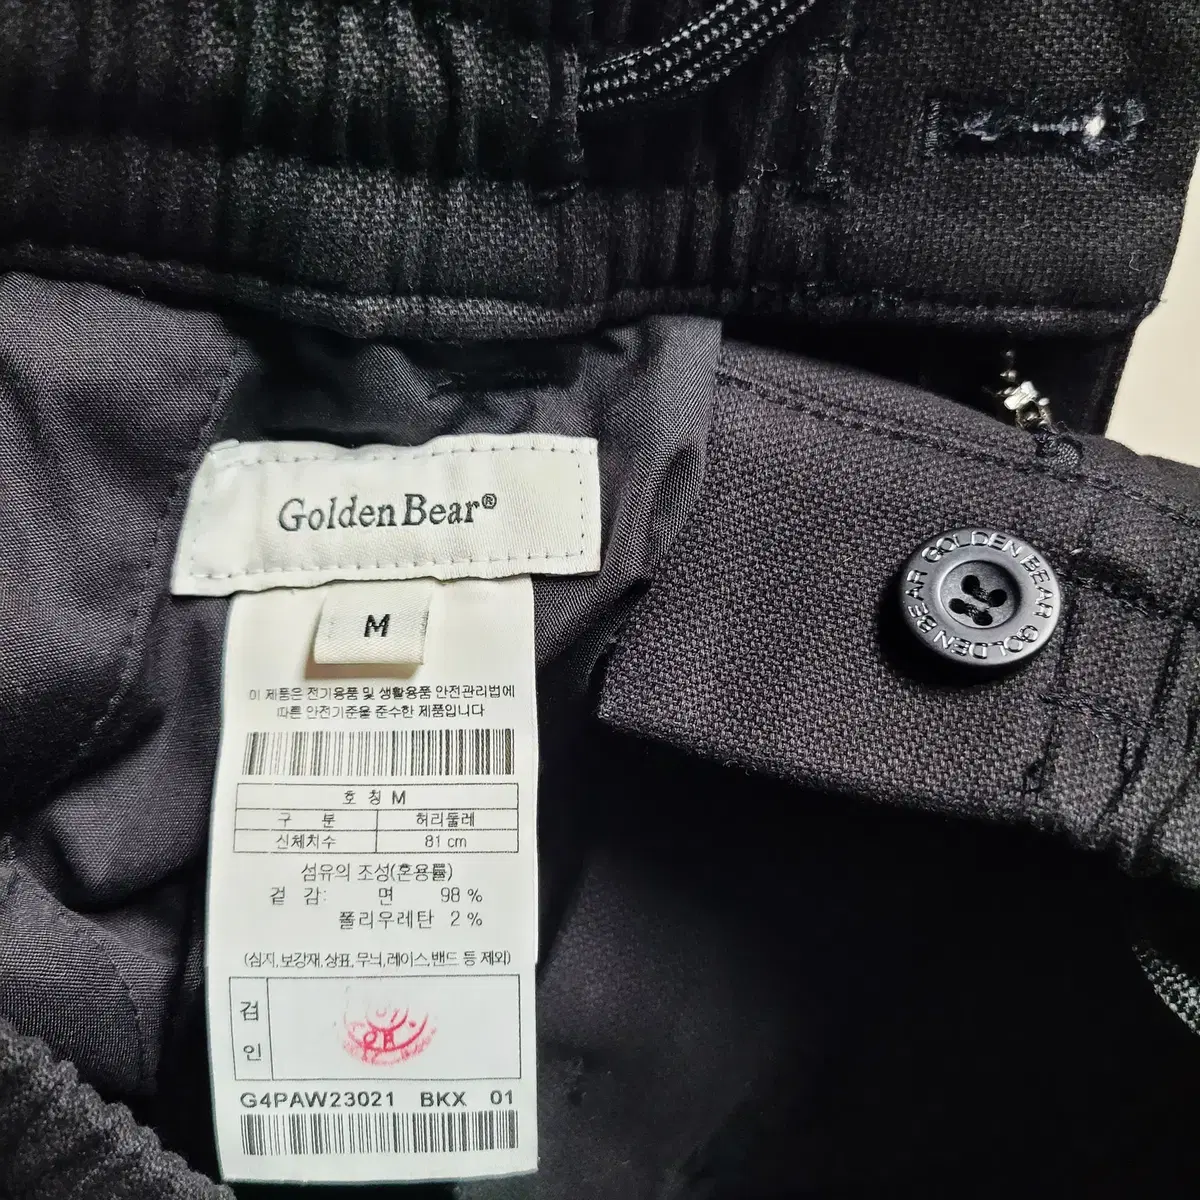 GoldenBear®
M
이 제품은 전기용품 및 생활용품 안전관리법에
따른 안전기준을 준수한 제품입니다
호 칭 M
구 분 허리둘레
신체치수 81 cm
섬유의 조성(혼용률)
겉 감: 면 98 %
폴리우레탄 2 %
(심지,보강재,상표,무늬,레이스,밴드 등 제외)
검
인
G4PAW23021 BKX 01
GOLDEN BEAR GOLDEN BEAR